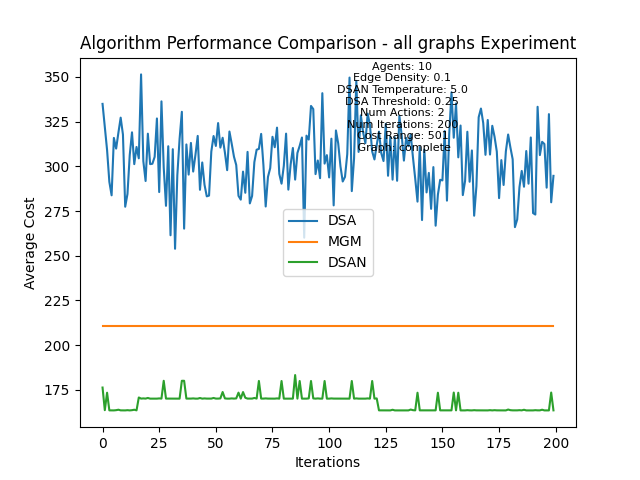 Algorithm Performance Comparison - all graphs Experiment
Agents: 10
Edge Density: 0.1
DSAN Temperature: 5.0
DSA Threshold: 0.25
Num Actions: 2
Num Iterations: 200
Cost Range: 501
Graph: complete
350
325
300
275
250
225
200
175
Average Cost
DSA
MGM
DSAN
0 25 50 75 100 125 150 175 200
Iterations